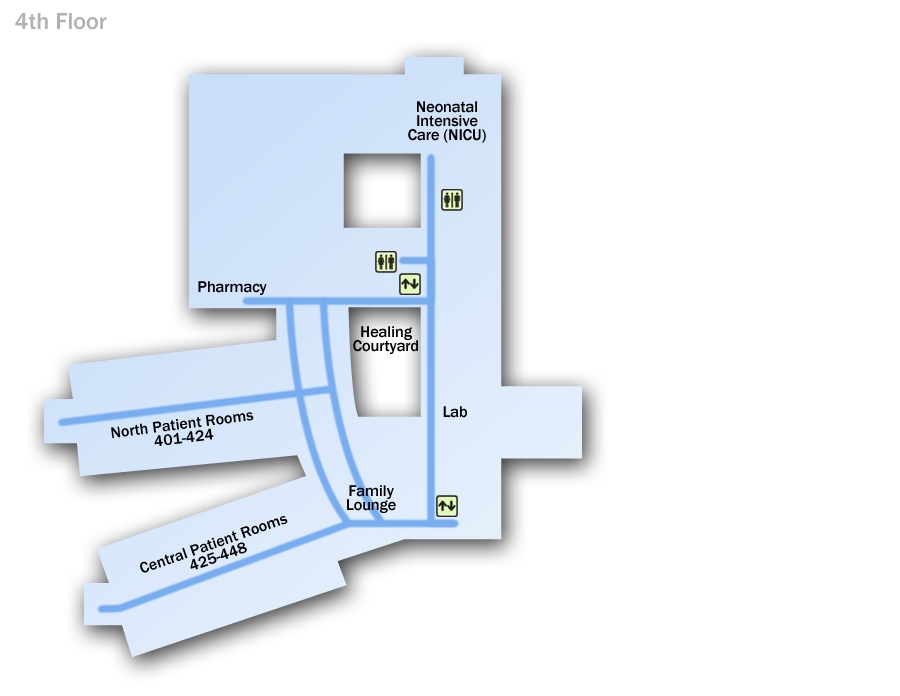 4th Floor
Neonatal
Intensive
Care (NICU)
Pharmacy
Healing
Courtyard
Lab
North Patient Rooms
401-424
Family
Lounge
Central Patient Rooms
425-448